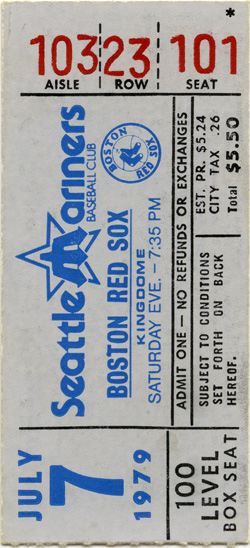 *
103 23 101
AISLE ROW SEAT
Seattle Mariners
BASEBALL CLUB
BOSTON
RED SOX
BOSTON RED SOX
KINGDOME
SATURDAY EVE. - 7:35 PM
ADMIT ONE — NO REFUNDS OR EXCHANGES
EST. PR. $5.24
CITY TAX .26
TOTAL $5.50
SUBJECT TO CONDITIONS
SET FORTH ON BACK
HEREOF.
JULY
7
1979
100
LEVEL
BOX SEAT